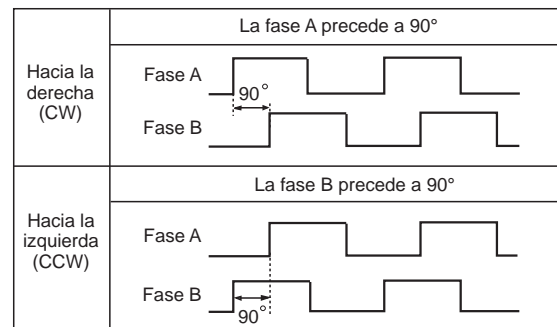 La fase A precede a 90°
Hacia la
derecha
(CW)
Fase A
90°
Fase B
La fase B precede a 90°
Hacia la
izquierda
(CCW)
Fase A
Fase B
90°